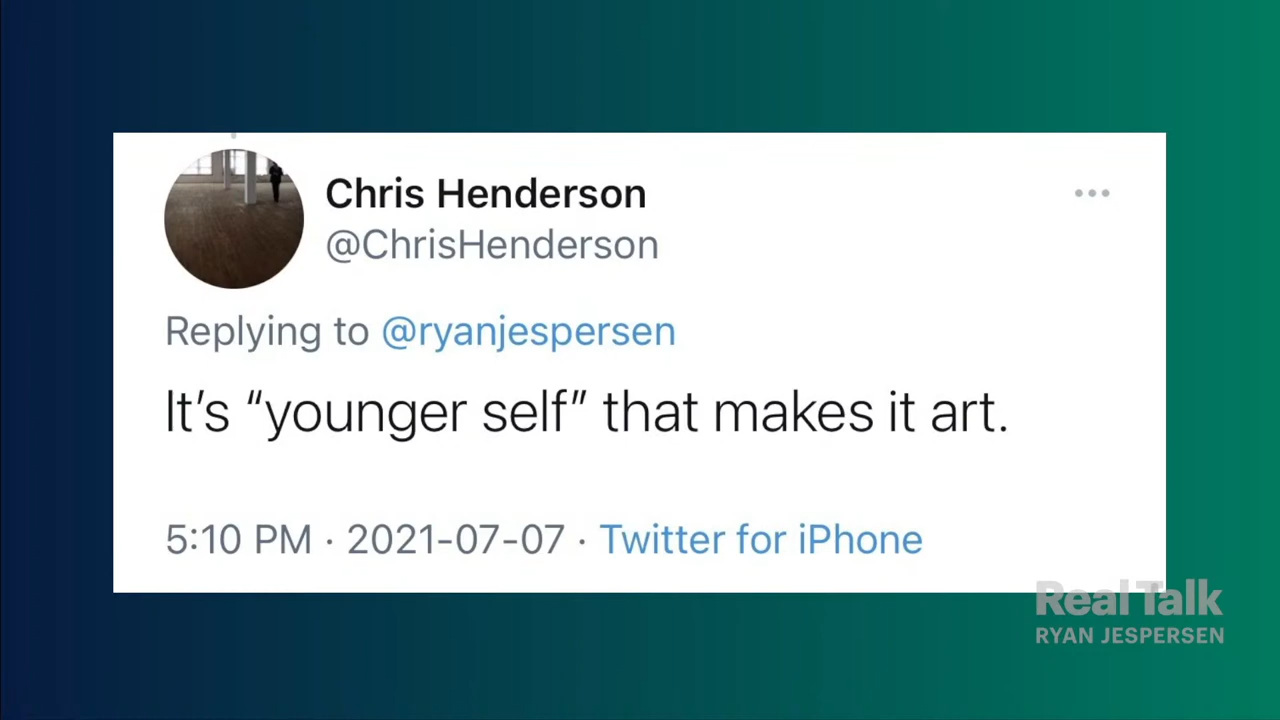 Chris Henderson
@ChrisHenderson
Replying to @ryanjespersen
It’s “younger self” that makes it art.
5:10 PM · 2021-07-07 · Twitter for iPhone
Real Talk
RYAN JESPERSEN